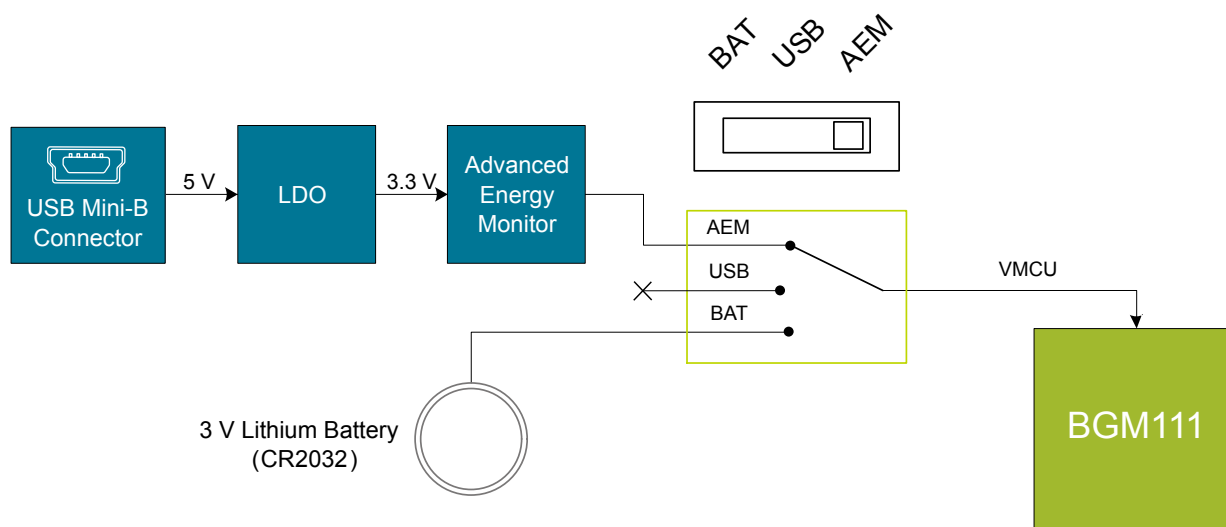 BAT
USB
AEM
USB Mini-B
Connector
5 V
LDO
3.3 V
Advanced
Energy
Monitor
AEM
USB
BAT
VMCU
BGM111
3 V Lithium Battery
(CR2032)